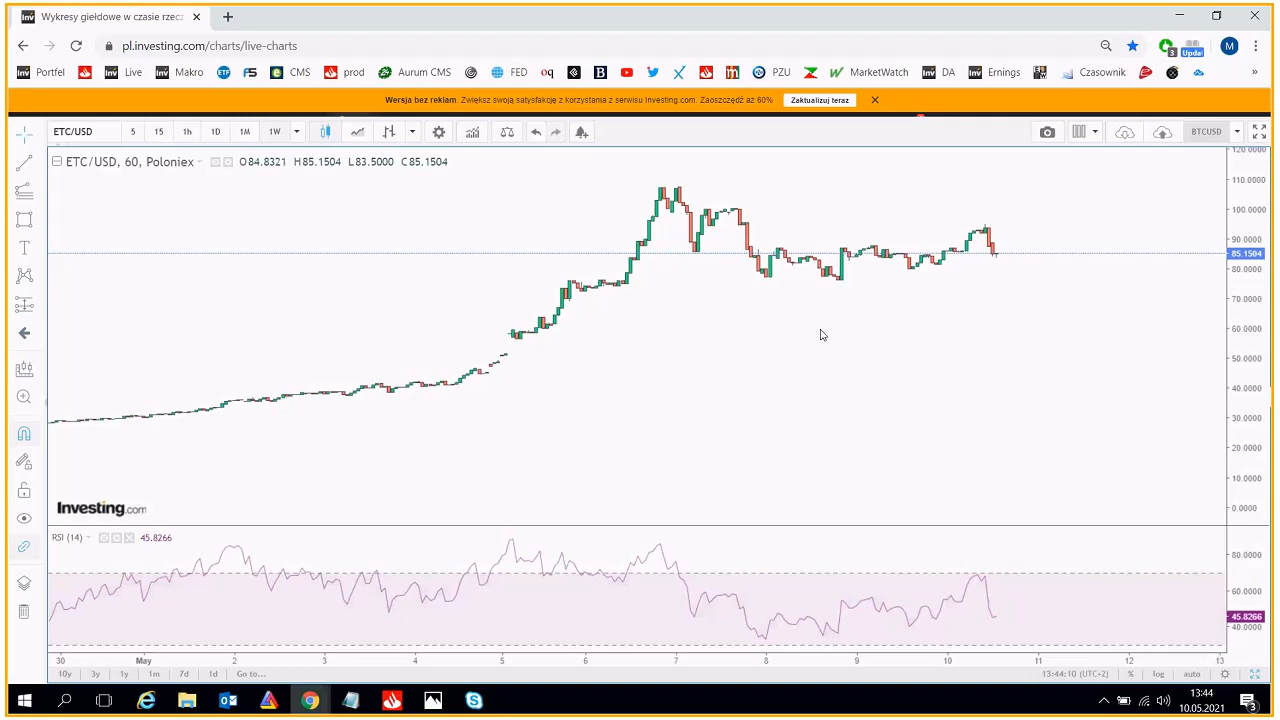 Wykresy giełdowe w czasie rzecz
pl.investing.com/charts/live-charts
3
Upda
M
Portfel
Live
Makro
ETF
FS
CMS
prod
Aurum CMS
FED
oq
B
PZU
MarketWatch
DA
Ernings
Czasownik
Wersja bez reklam. Zwiększ swoją satysfakcję z korzystania z serwisu Investing.com. Zaoszczędź aż 60%
Zaktualizuj teraz
ETC/USD
5
15
1h
1D
1M
1W
BTCUSD
ETC/USD, 60, Poloniex
O84.8321 H85.1504 L83.5000 C85.1504
120.0000
110.0000
100.0000
90.0000
85.1504
80.0000
70.0000
60.0000
50.0000
40.0000
30.0000
20.0000
10.0000
0.0000
Investing.com
RSI (14)
45.8266
80.0000
60.0000
45.8266
40.0000
30 May 2 3 4 5 6 7 8 9 10 11 12 13
10y 3y 1y 1m 7d 1d Go to...
13:44:10 (UTC+2)
%
log
auto
13:44
10.05.2021
3